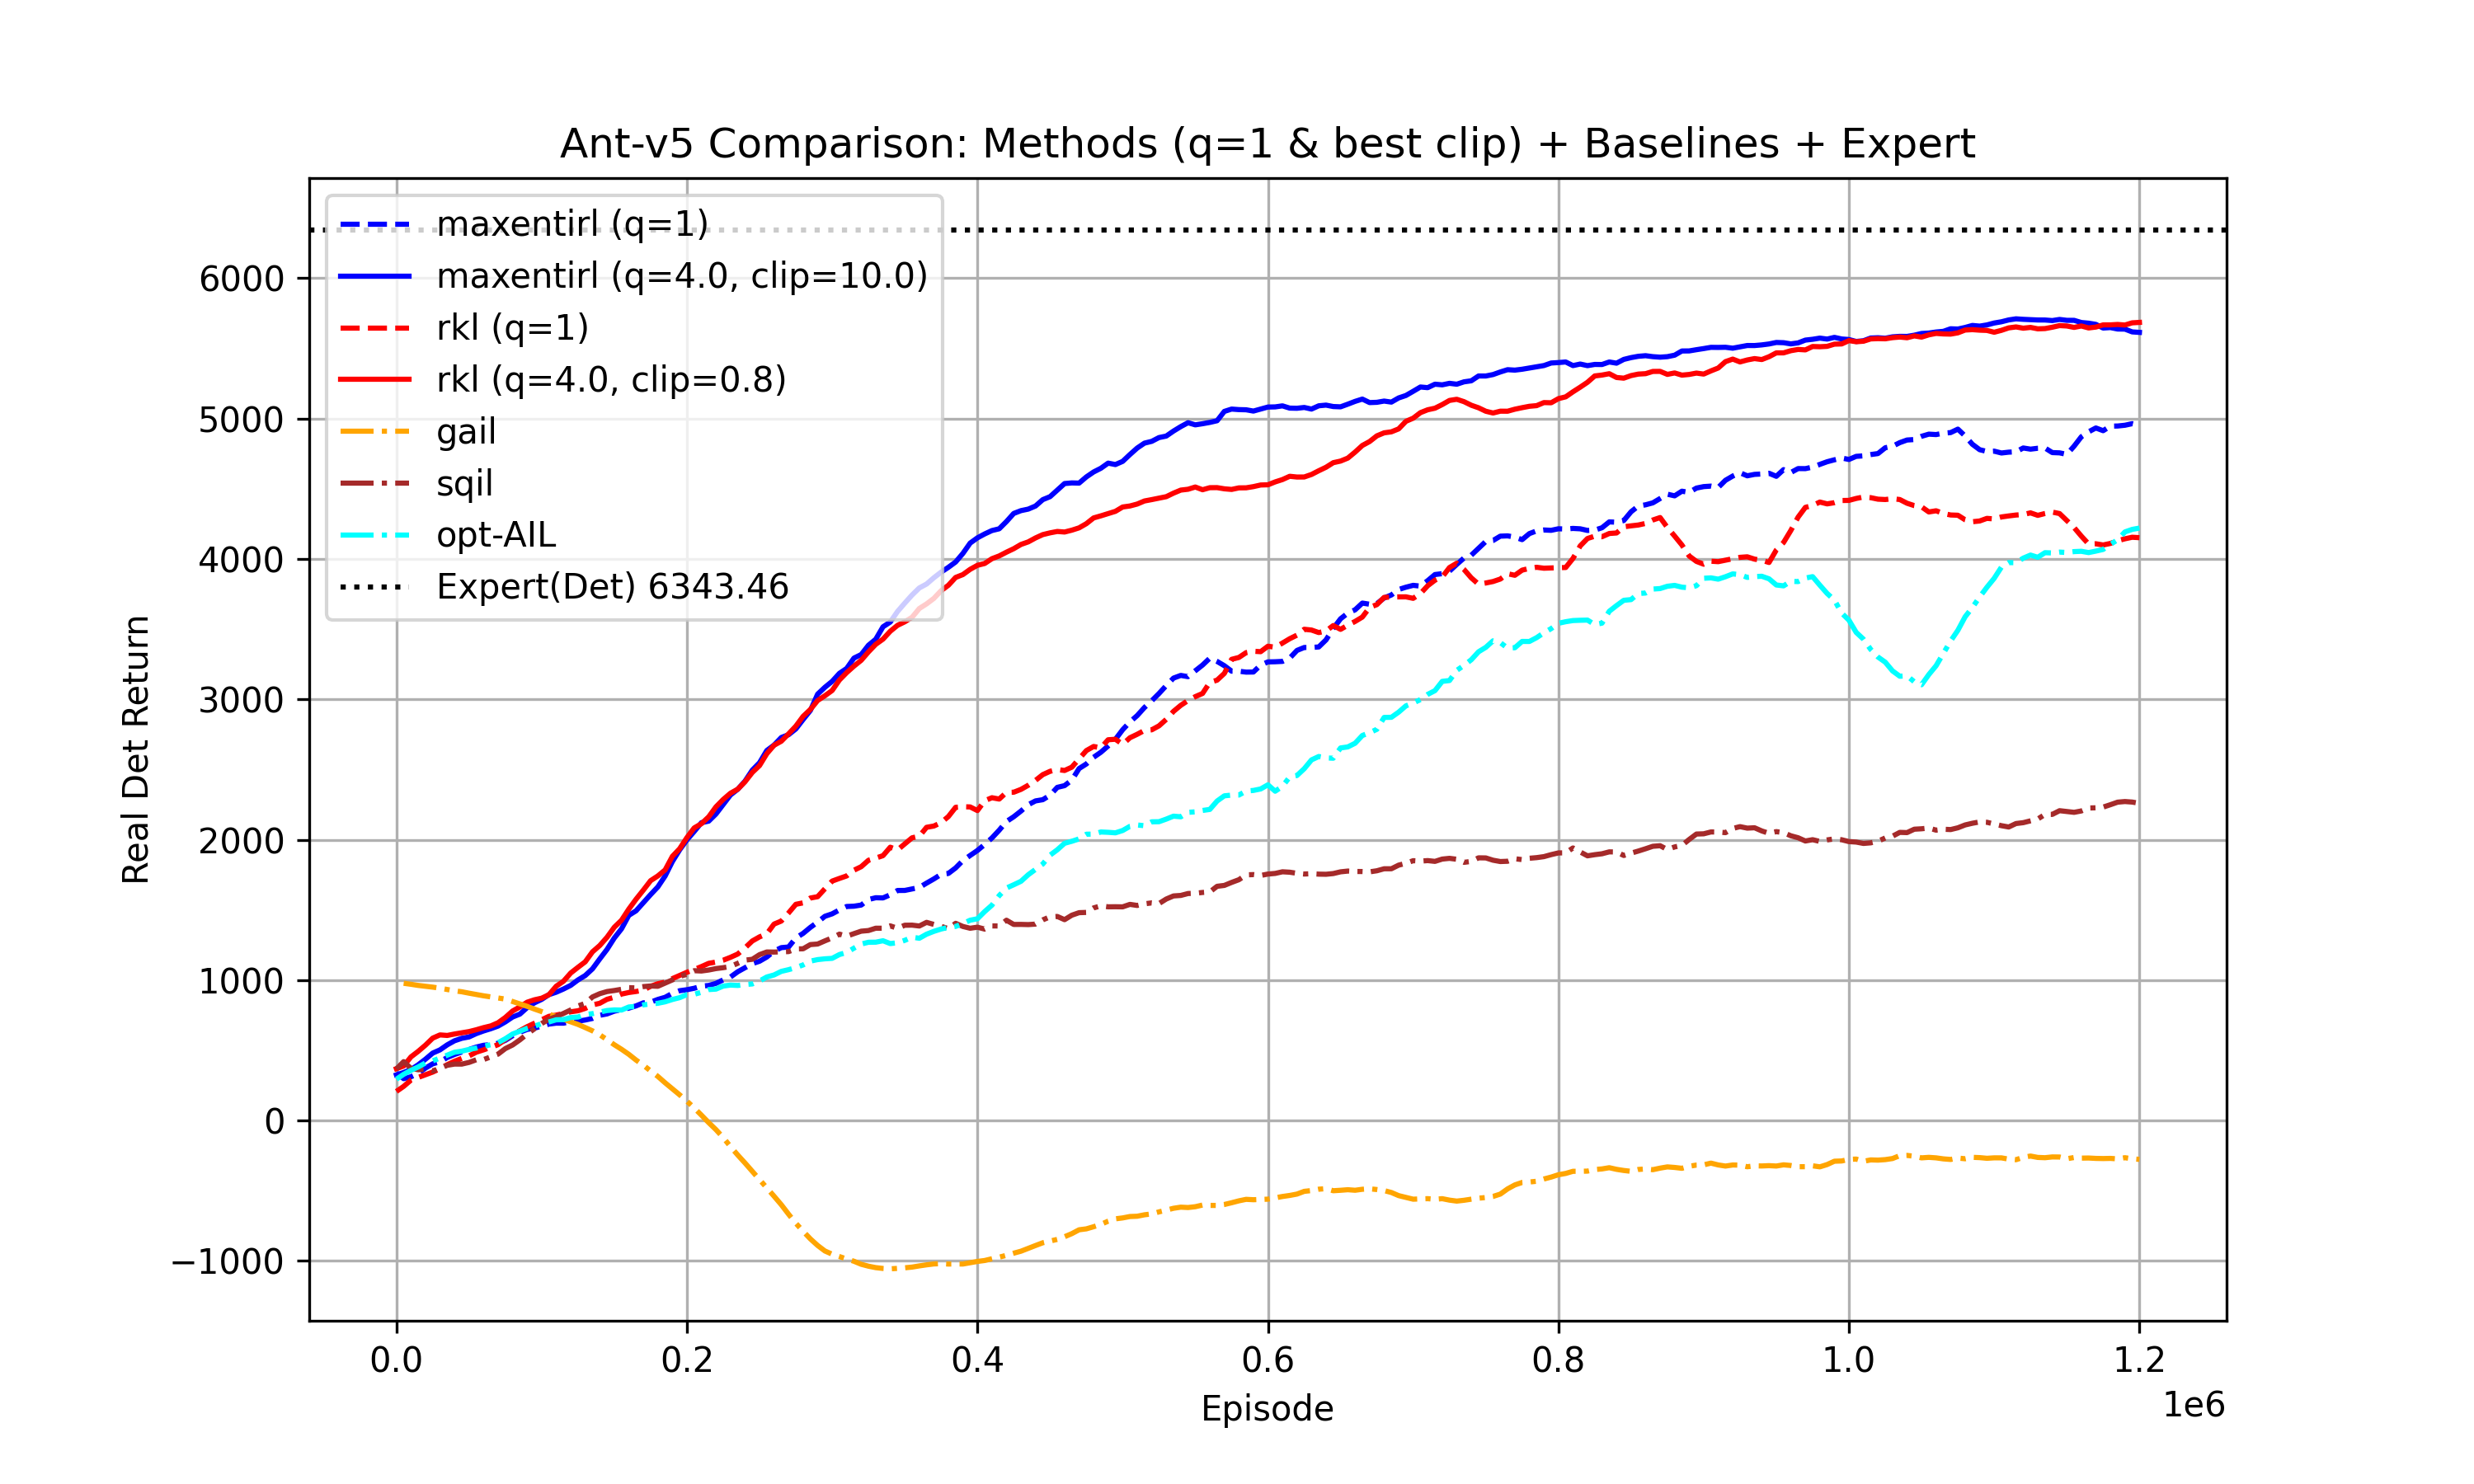 Ant-v5 Comparison: Methods (q=1 & best clip) + Baselines + Expert
maxentirl (q=1)
maxentirl (q=4.0, clip=10.0)
rkl (q=1)
rkl (q=4.0, clip=0.8)
gail
sqil
opt-AIL
Expert(Det) 6343.46
Real Det Return
6000
5000
4000
3000
2000
1000
0
−1000
0.0 0.2 0.4 0.6 0.8 1.0 1.2
1e6
Episode